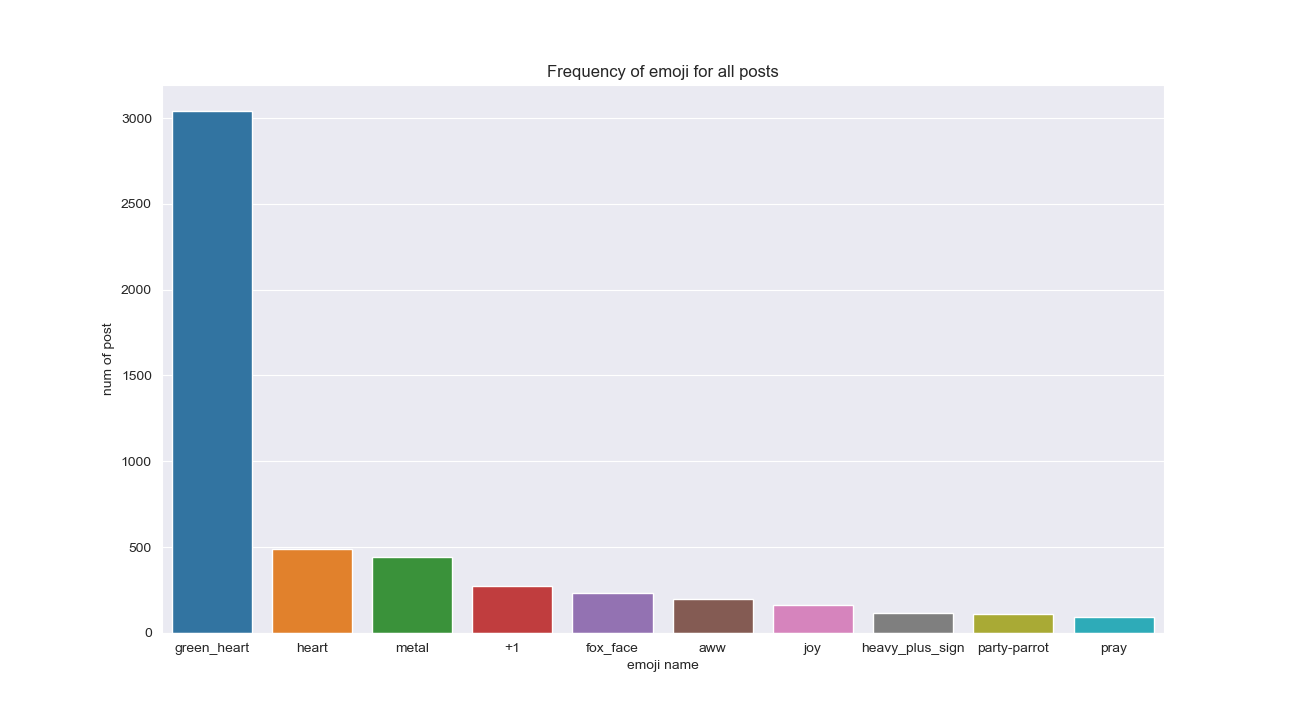 Frequency of emoji for all posts
3000
2500
2000
1500
1000
500
0
num of post
green_heart heart metal +1 fox_face aww joy heavy_plus_sign party-parrot pray
emoji name